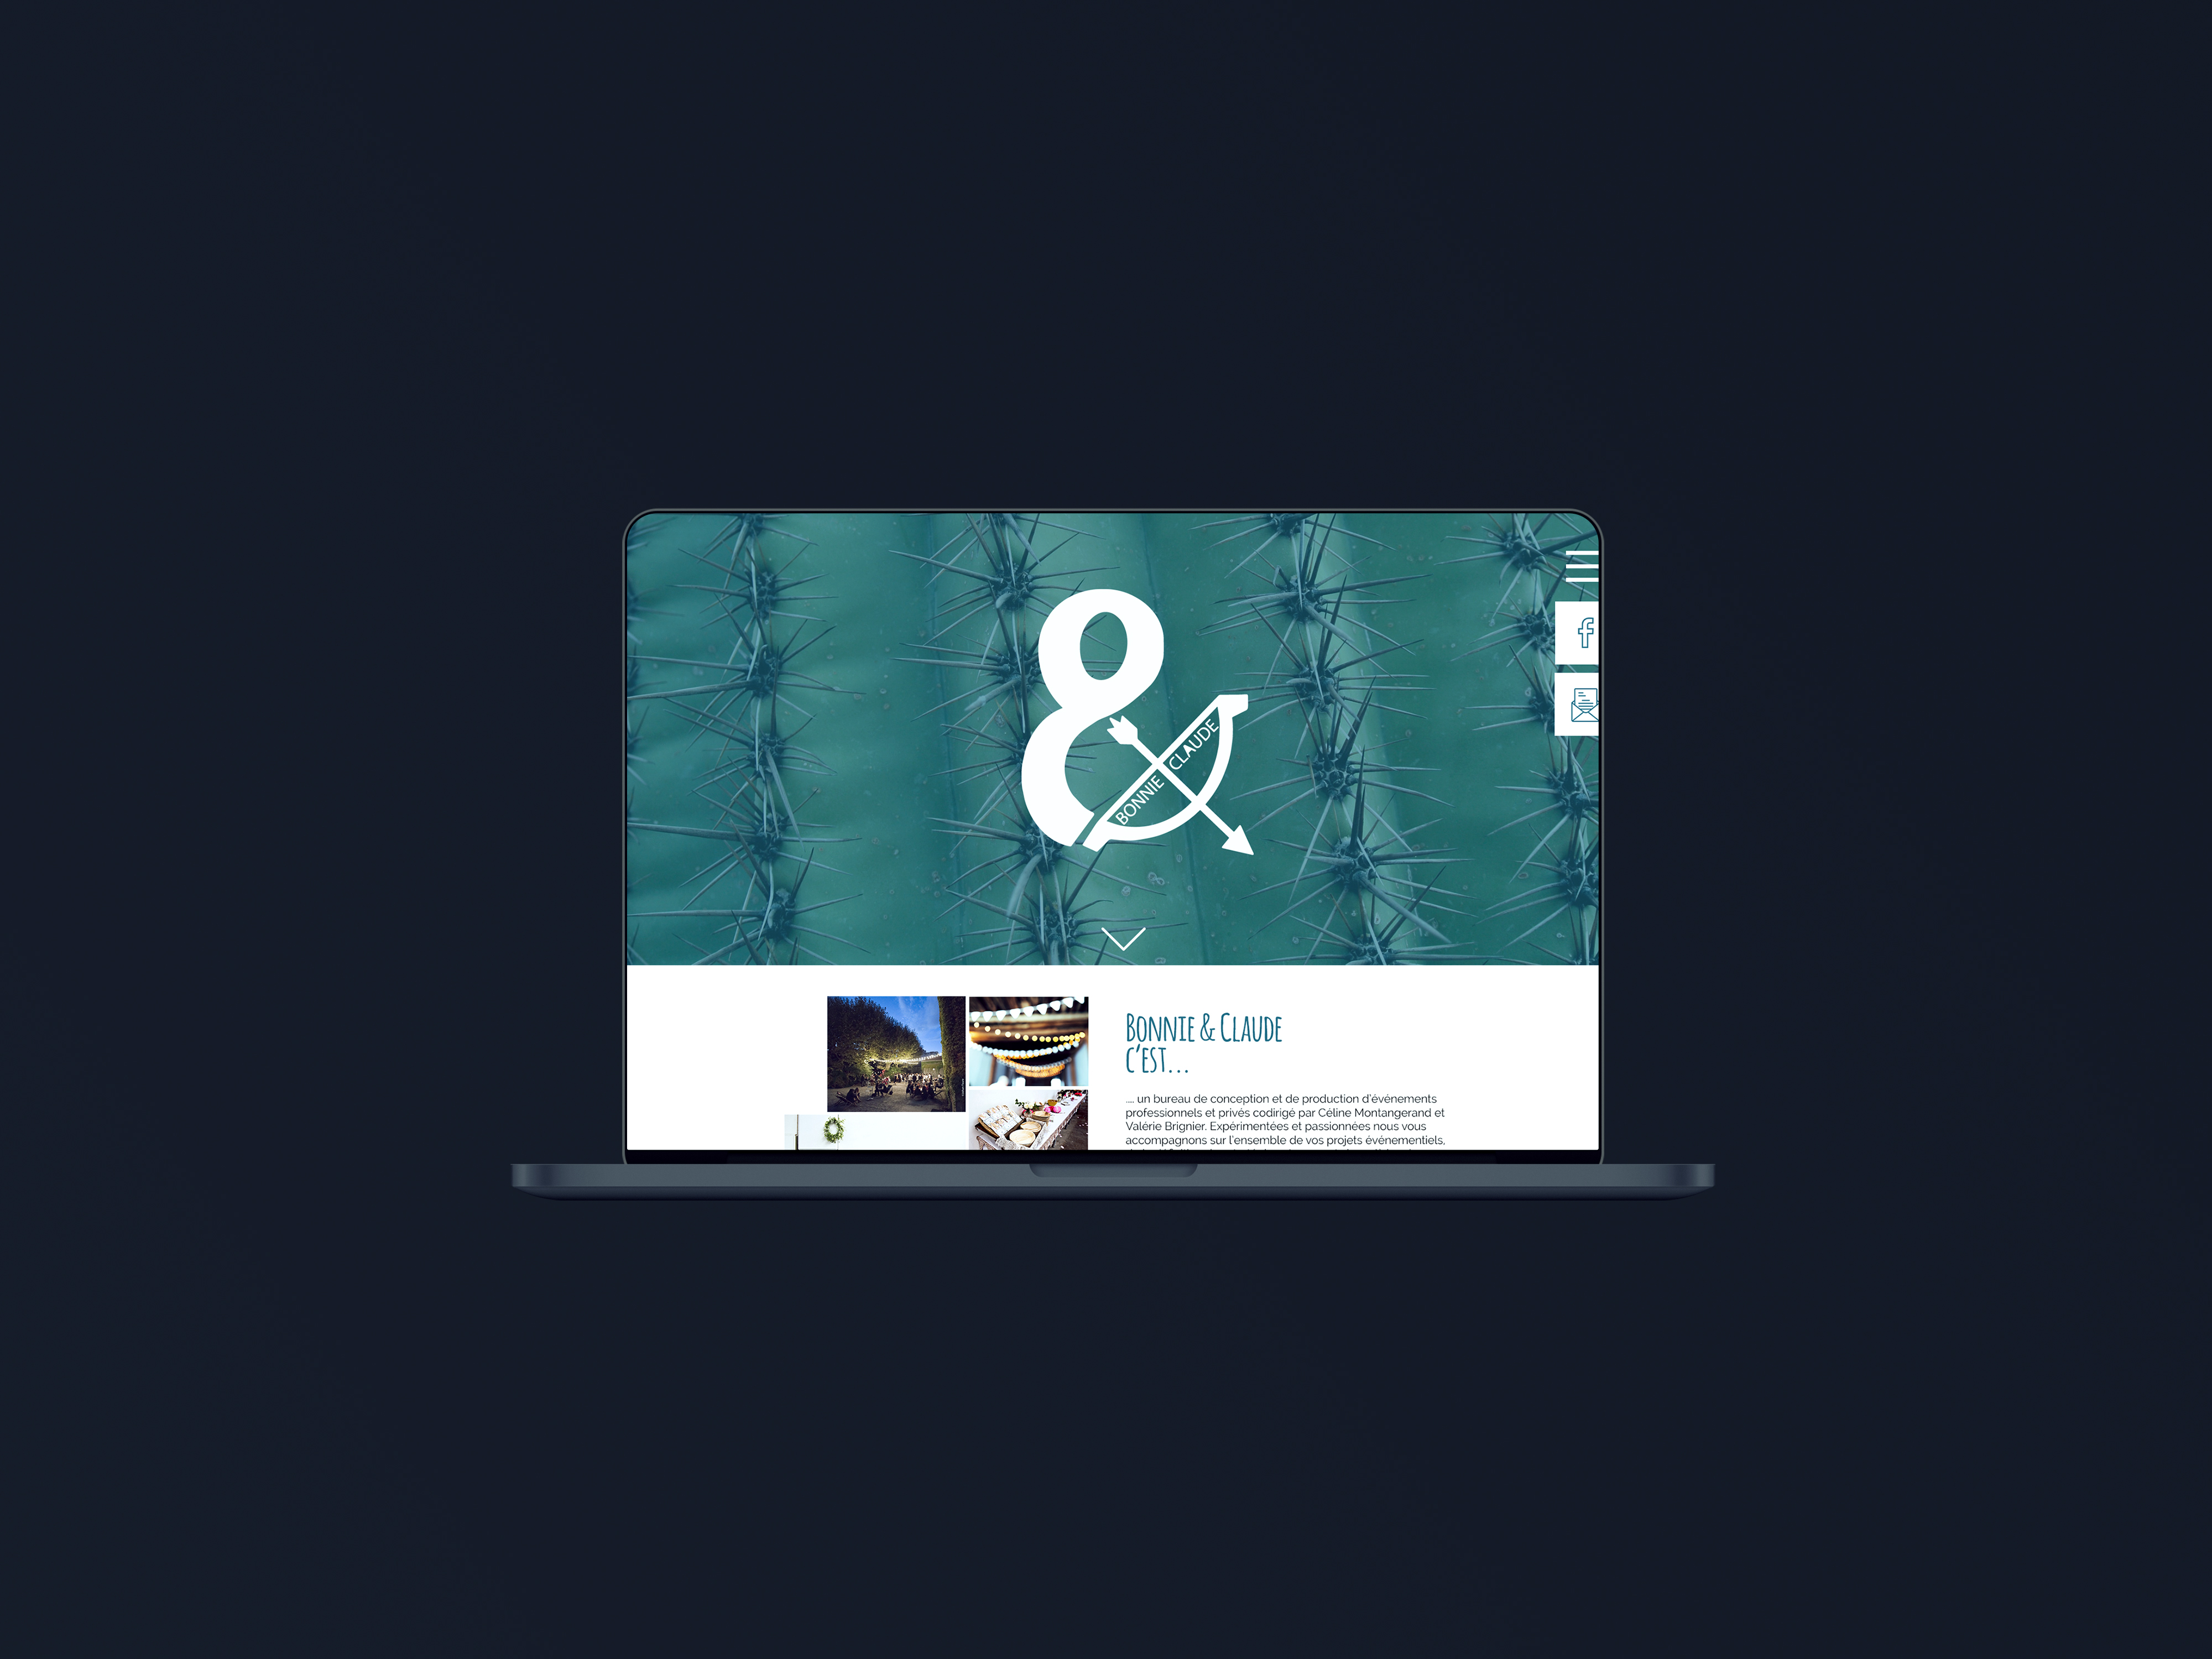 &
BONNIE CLAUDE
f
BONNIE & CLAUDE
C'EST...
.... un bureau de conception et de production d'événements
professionnels et privés codirigé par Céline Montangerand et
Valérie Brignier. Expérimentées et passionnées nous vous
accompagnons sur l'ensemble de vos projets événementiels,